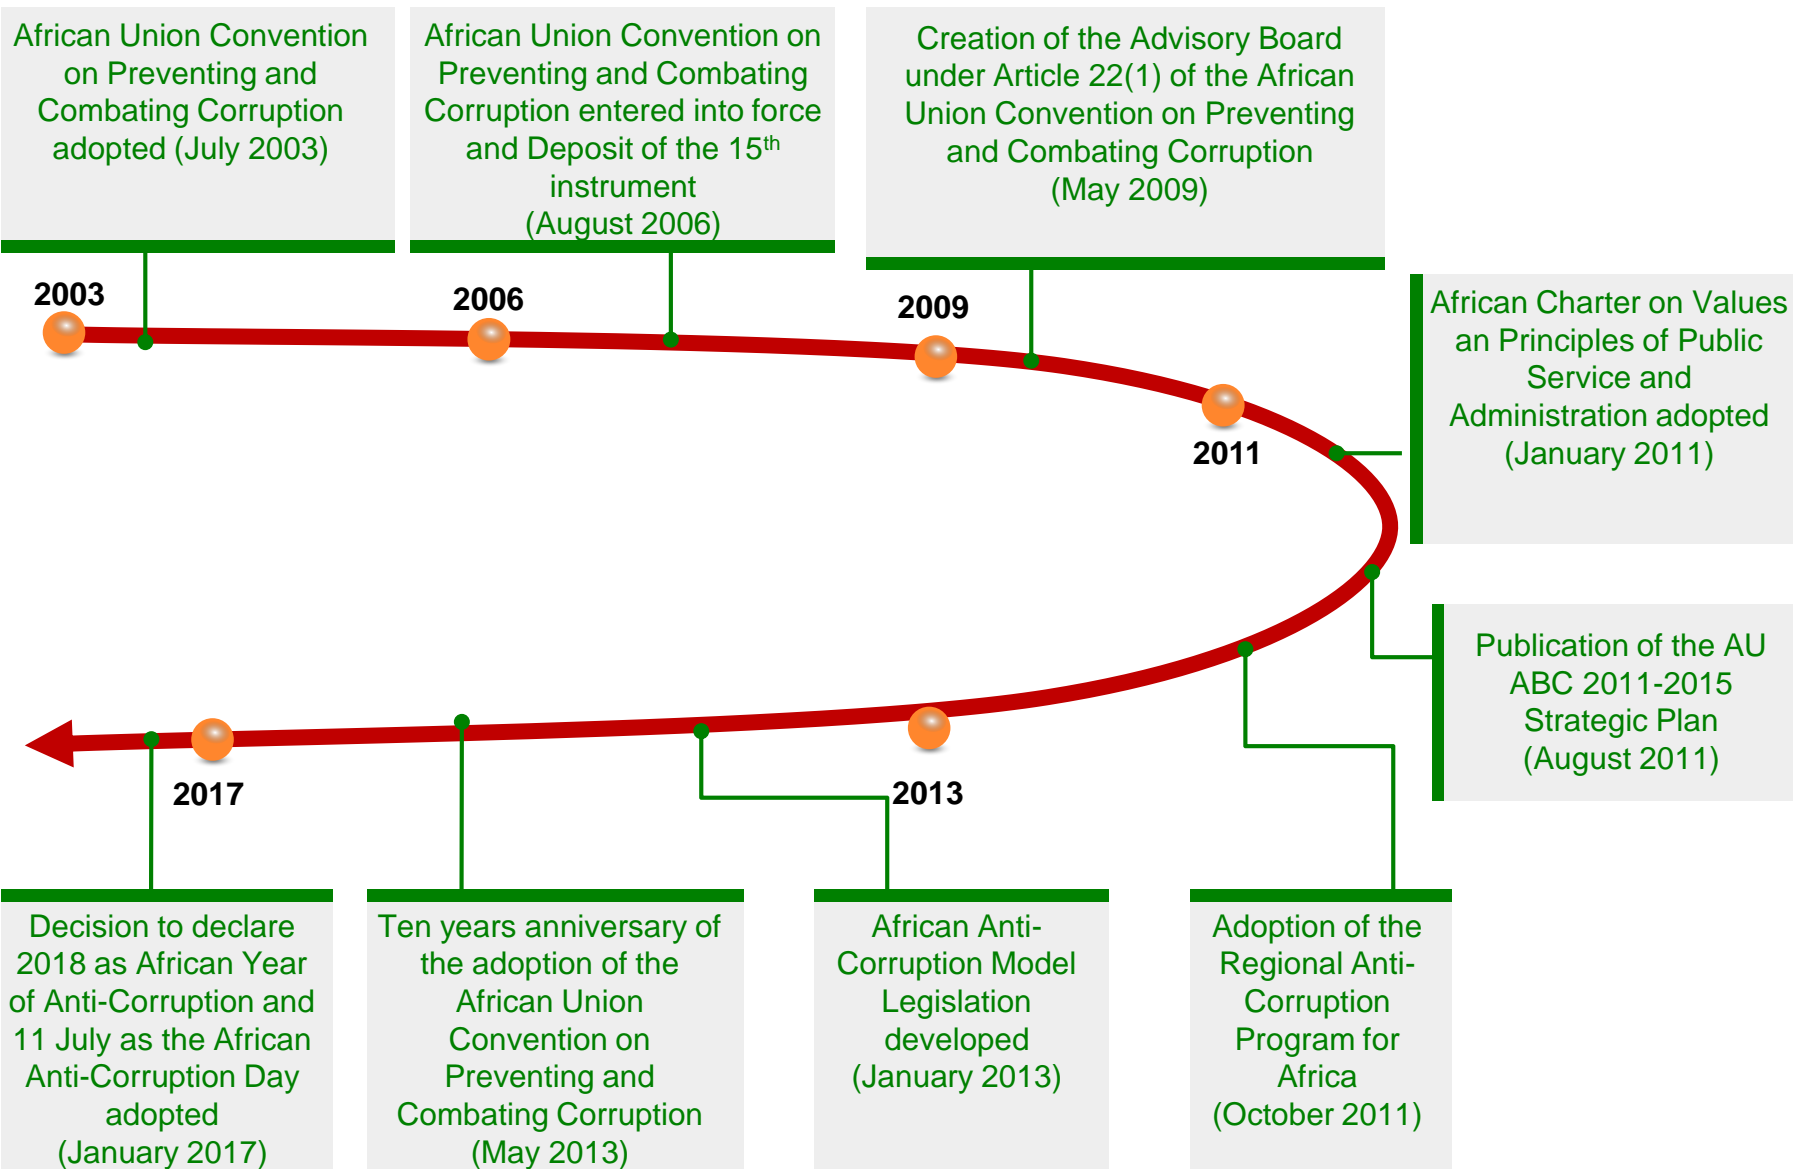 African Union Convention
on Preventing and
Combating Corruption
adopted (July 2003)
African Union Convention on
Preventing and Combating
Corruption entered into force
and Deposit of the 15th
instrument
(August 2006)
Creation of the Advisory Board
under Article 22(1) of the African
Union Convention on Preventing
and Combating Corruption
(May 2009)
2003
2006
2009
2011
African Charter on Values
an Principles of Public
Service and
Administration adopted
(January 2011)
Publication of the AU
ABC 2011-2015
Strategic Plan
(August 2011)
2017
2013
Decision to declare
2018 as African Year
of Anti-Corruption and
11 July as the African
Anti-Corruption Day
adopted
(January 2017)
Ten years anniversary of
the adoption of the
African Union
Convention on
Preventing and
Combating Corruption
(May 2013)
African Anti-
Corruption Model
Legislation
developed
(January 2013)
Adoption of the
Regional Anti-
Corruption
Program for
Africa
(October 2011)